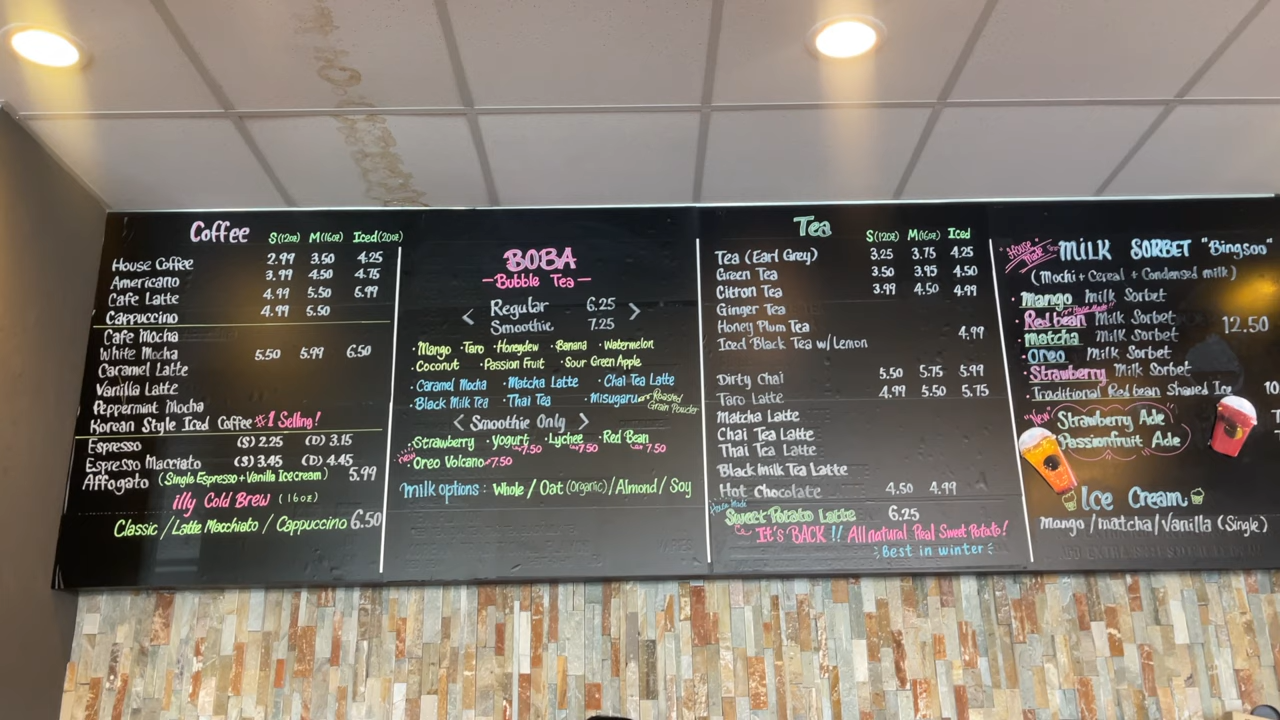 Coffee
S(12oz) M(16oz) Iced(20oz)
House Coffee 2.99 3.50 4.25
Americano 3.99 4.50 4.75
Cafe Latte 4.99 5.50 6.99
Cappuccino 4.99 5.50
Cafe Mocha
White Mocha 5.50 5.99 6.50
Caramel Latte
Vanilla Latte
Peppermint Mocha
Korean Style Iced Coffee #1 Selling!
Espresso (S) 2.25 (D) 3.15
Espresso Macciato (S) 3.45 (D) 4.45
Affogato (Single Espresso+Vanilla Icecream) 5.99
illy Cold Brew (16oz)
Classic / Latte Macchiato / Cappuccino 6.50
BOBA
-Bubble Tea-
< Regular 6.25 >
Smoothie 7.25
·Mango ·Taro ·Honeydew ·Banana ·Watermelon
·Coconut ·Passion Fruit ·Sour Green Apple
·Caramel Mocha ·Matcha Latte ·Chai Tea Latte
·Black Milk Tea ·Thai Tea ·Misugaru Roasted Grain Powder
< Smoothie Only >
·Strawberry ·Yogurt 7.50 ·Lychee 7.50 ·Red Bean 7.50
new ·Oreo Volcano 7.50
Milk options : Whole / Oat (Organic) / Almond / Soy
Tea
S(12oz) M(16oz) Iced
Tea (Earl Grey) 3.25 3.75 4.25
Green Tea 3.50 3.95 4.50
Citron Tea 3.99 4.50 4.99
Ginger Tea
Honey Plum Tea
Iced Black Tea w/ Lemon 4.99
Dirty Chai 5.50 5.75 5.99
Taro Latte 4.99 5.50 5.75
Matcha Latte
Chai Tea Latte
Thai Tea Latte
Black Milk Tea Latte
Hot Chocolate 4.50 4.99
House Made
Sweet Potato Latte 6.25
It's BACK !! All natural Real Sweet Potato!
Best in winter
House Made MILK SORBET "Bingsoo"
(Mochi + Cereal + Condensed milk)
·Mango Milk Sorbet
·Red bean Milk Sorbet House Made!! 12.50
·Matcha Milk Sorbet
·Oreo Milk Sorbet
·Strawberry Milk Sorbet
·Traditional Red bean Shaved Ice 10
"New" Strawberry Ade
Passionfruit Ade
Ice Cream
Mango/matcha/Vanilla (Single)